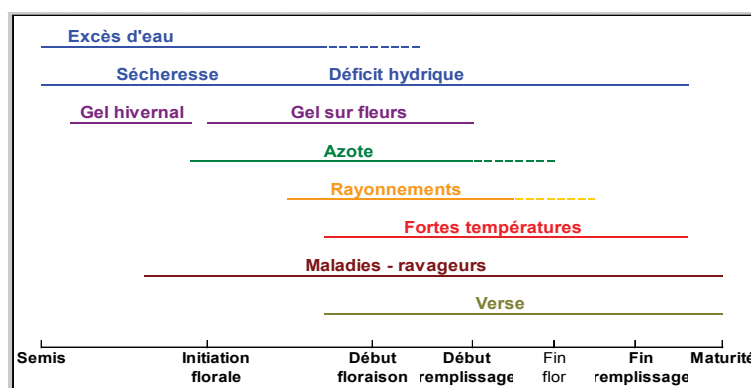 Excès d'eau
Sécheresse Déficit hydrique
Gel hivernal Gel sur fleurs
Azote
Rayonnements
Fortes températures
Maladies - ravageurs
Verse
Semis Initiation Début Début Fin Fin Maturité
florale floraison remplissage flor remplissage